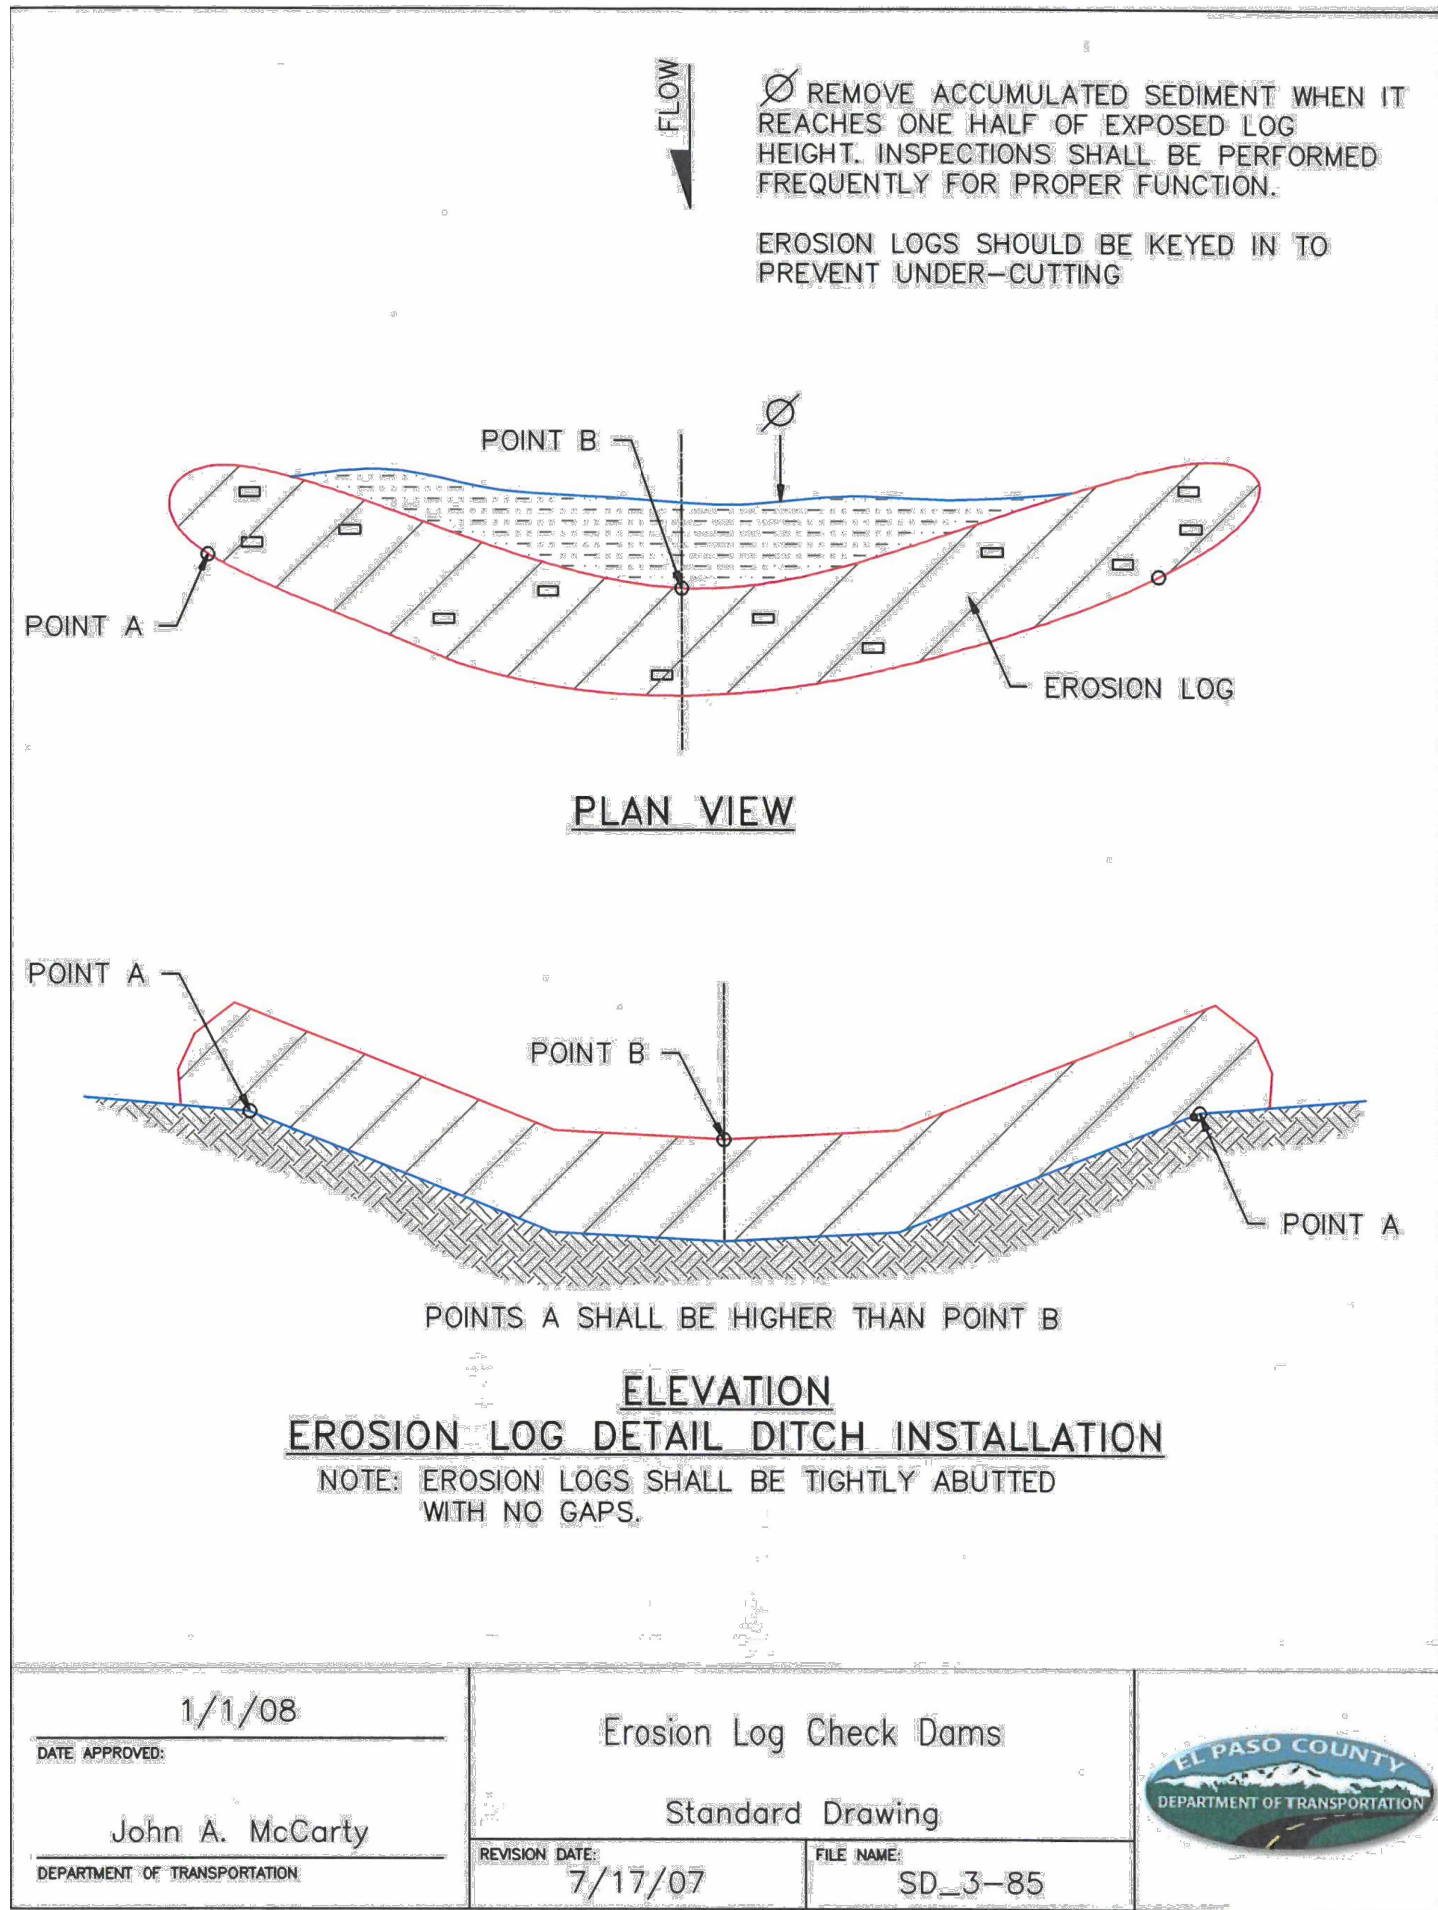 FLOW
Ø REMOVE ACCUMULATED SEDIMENT WHEN IT
REACHES ONE HALF OF EXPOSED LOG
HEIGHT. INSPECTIONS SHALL BE PERFORMED
FREQUENTLY FOR PROPER FUNCTION.
EROSION LOGS SHOULD BE KEYED IN TO
PREVENT UNDER-CUTTING
Ø
POINT B
POINT A
EROSION LOG
PLAN VIEW
POINT A
POINT B
POINT A
POINTS A SHALL BE HIGHER THAN POINT B
ELEVATION
EROSION LOG DETAIL DITCH INSTALLATION
NOTE: EROSION LOGS SHALL BE TIGHTLY ABUTTED
WITH NO GAPS.
1/1/08
DATE APPROVED:
John A. McCarty
DEPARTMENT OF TRANSPORTATION
Erosion Log Check Dams
Standard Drawing
REVISION DATE:
7/17/07
FILE NAME:
SD_3-85
EL PASO COUNTY
DEPARTMENT OF TRANSPORTATION